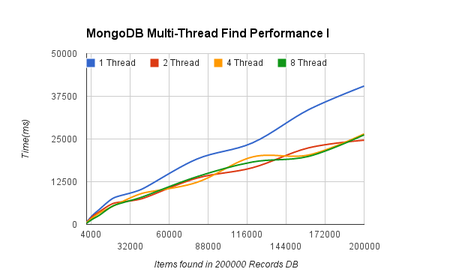 MongoDB Multi-Thread Find Performance I
50000
1 Thread 2 Thread 4 Thread 8 Thread
37500
25000
12500
0
Time(ms)
4000 60000 116000 172000
32000 88000 144000 200000
Items found in 200000 Records DB